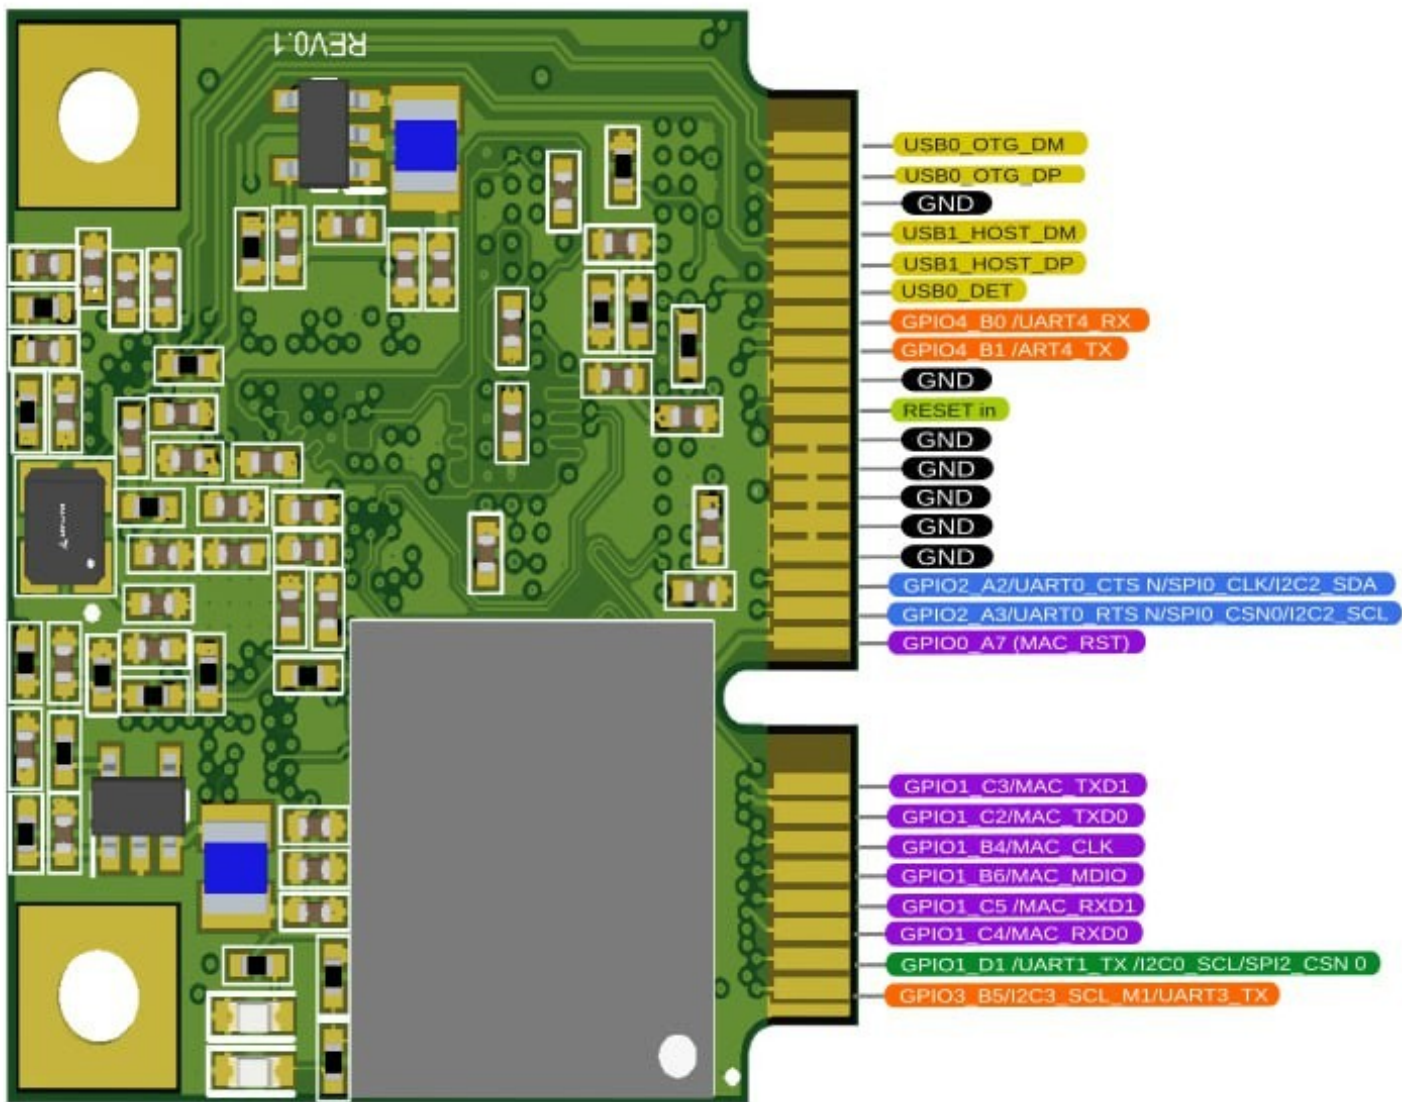 REV0.1
USB0_OTG_DM
USB0_OTG_DP
GND
USB1_HOST_DM
USB1_HOST_DP
USB0_DET
GPIO4_B0 /UART4_RX
GPIO4_B1 /ART4_TX
GND
RESET in
GND
GND
GND
GND
GND
GPIO2_A2/UART0_CTS N/SPI0_CLK/I2C2_SDA
GPIO2_A3/UART0_RTS N/SPI0_CSN0/I2C2_SCL
GPIO0_A7 (MAC_RST)
GPIO1_C3/MAC_TXD1
GPIO1_C2/MAC_TXD0
GPIO1_B4/MAC_CLK
GPIO1_B6/MAC_MDIO
GPIO1_C5 /MAC_RXD1
GPIO1_C4/MAC_RXD0
GPIO1_D1 /UART1_TX /I2C0_SCL/SPI2_CSN 0
GPIO3_B5/I2C3_SCL_M1/UART3_TX